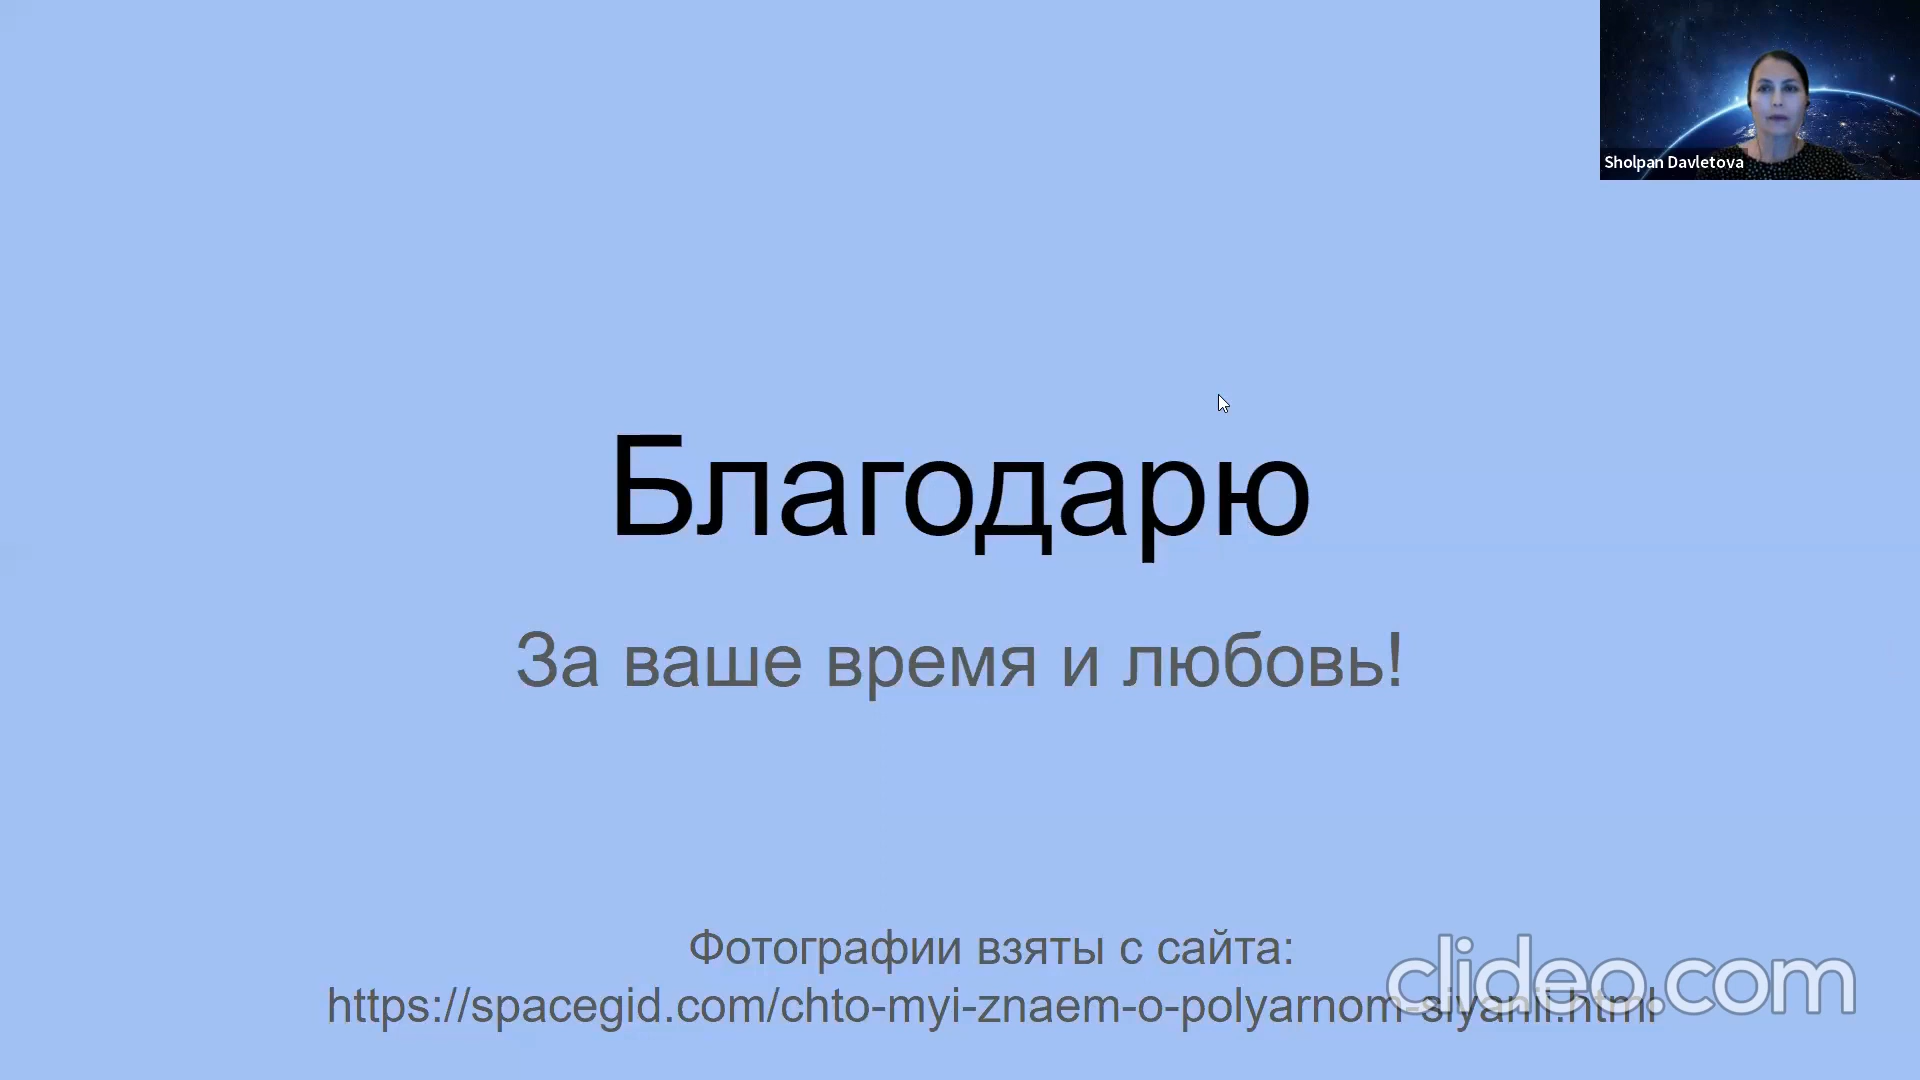 Sholpan Davletova
Благодарю
За ваше время и любовь!
Фотографии взяты с сайта:
https://spacegid.com/chto-myi-znaem-o-polyarnom-siyanii.html
clideo.com